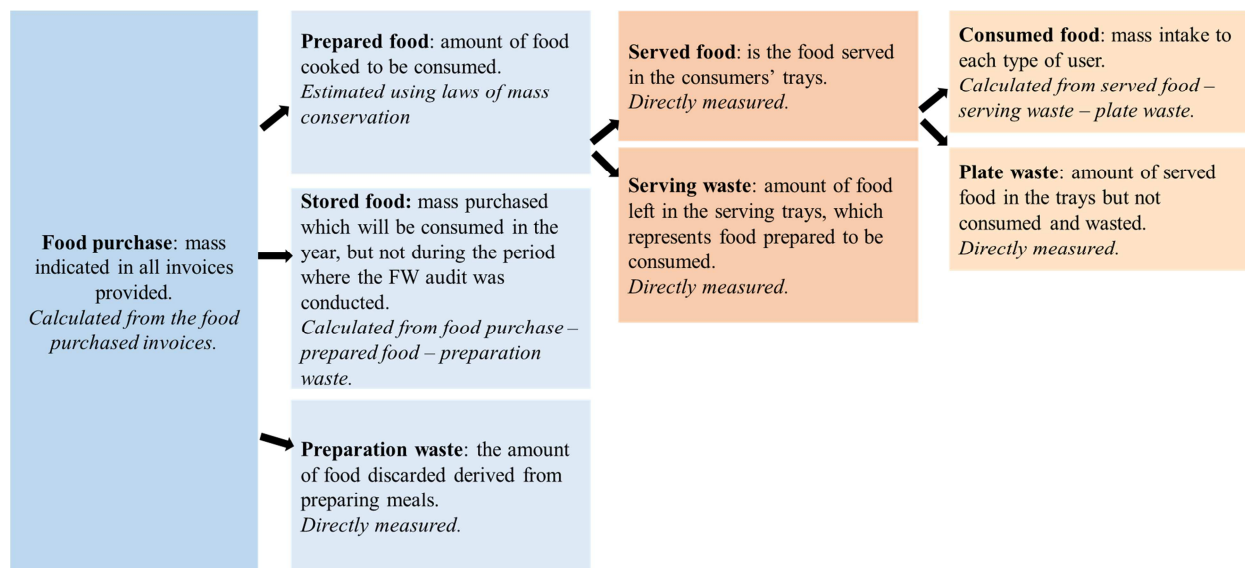 Food purchase: mass
indicated in all invoices
provided.
Calculated from the food
purchased invoices.
Prepared food: amount of food
cooked to be consumed.
Estimated using laws of mass
conservation
Stored food: mass purchased
which will be consumed in the
year, but not during the period
where the FW audit was
conducted.
Calculated from food purchase –
prepared food – preparation
waste.
Preparation waste: the amount
of food discarded derived from
preparing meals.
Directly measured.
Served food: is the food served
in the consumers’ trays.
Directly measured.
Serving waste: amount of food
left in the serving trays, which
represents food prepared to be
consumed.
Directly measured.
Consumed food: mass intake to
each type of user.
Calculated from served food –
serving waste – plate waste.
Plate waste: amount of served
food in the trays but not
consumed and wasted.
Directly measured.